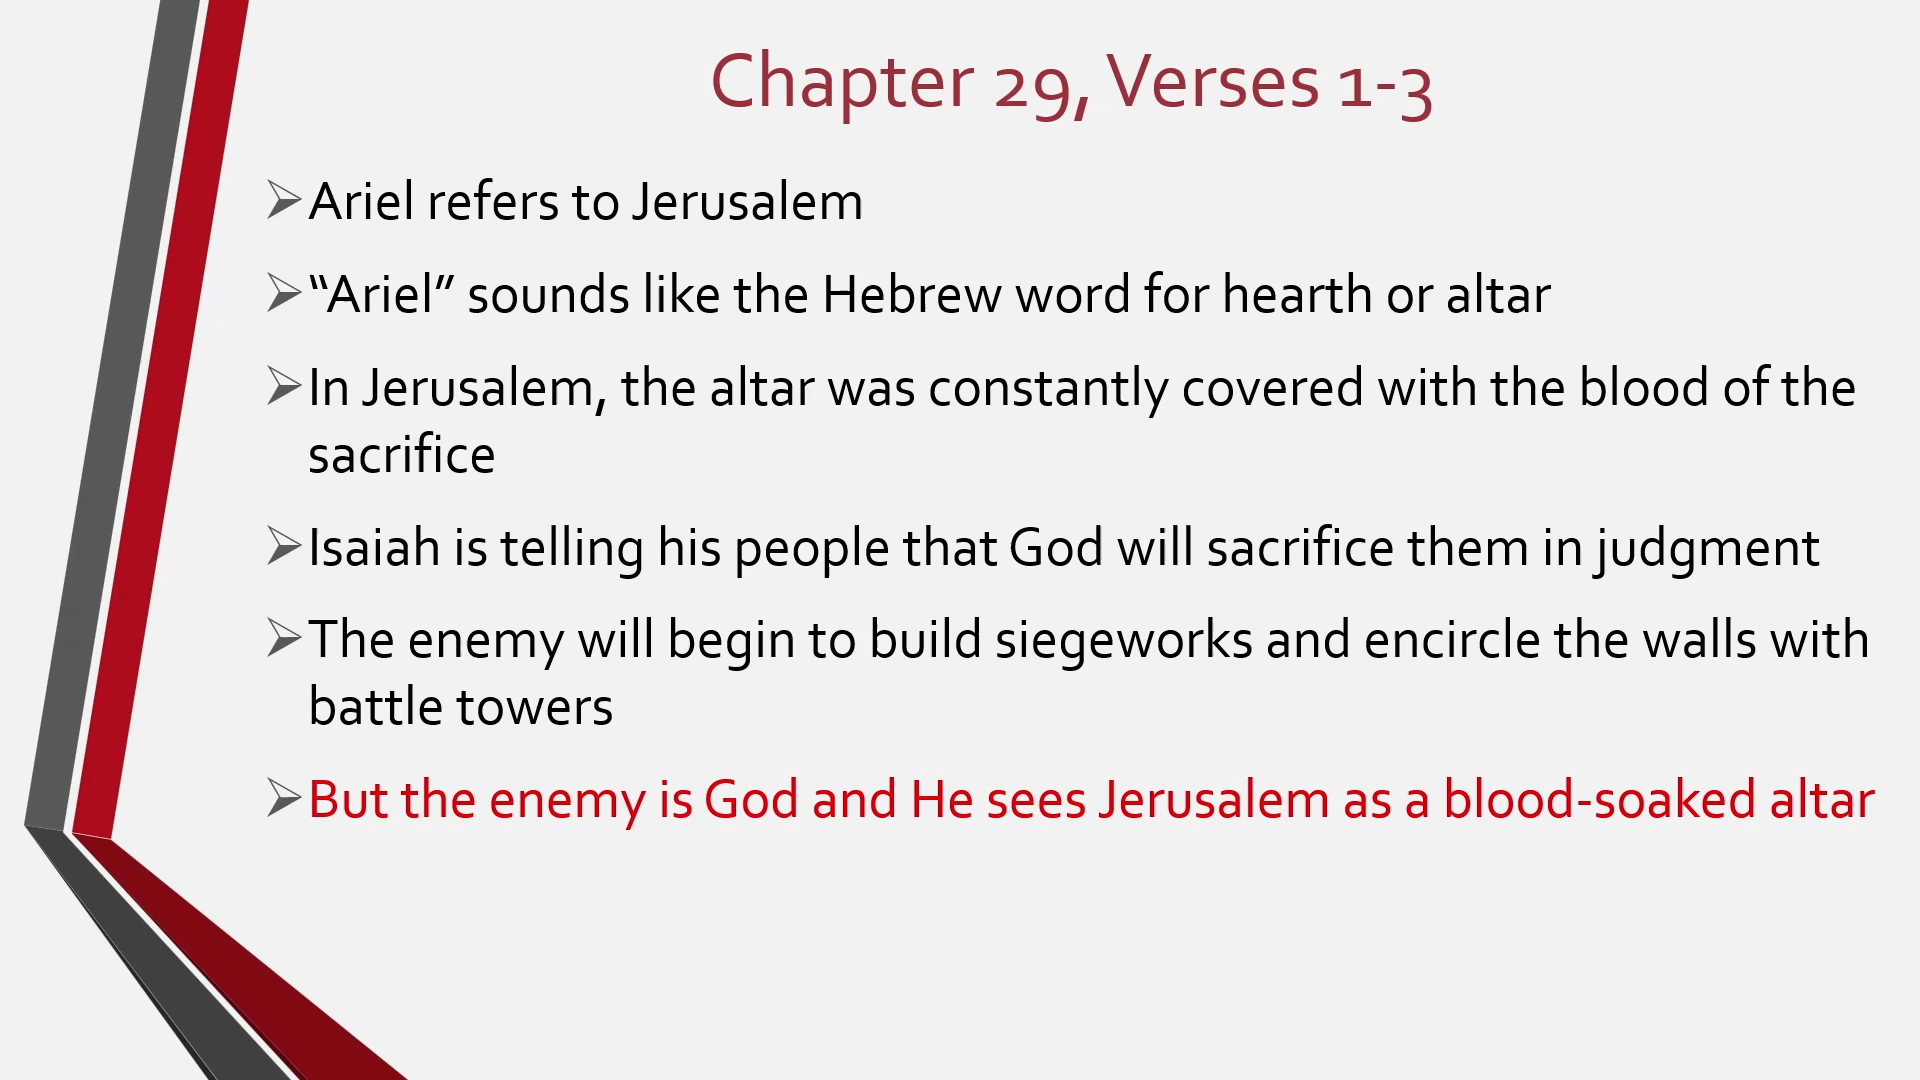 Chapter 29, Verses 1-3
Ariel refers to Jerusalem
“Ariel” sounds like the Hebrew word for hearth or altar
In Jerusalem, the altar was constantly covered with the blood of the
sacrifice
Isaiah is telling his people that God will sacrifice them in judgment
The enemy will begin to build siegeworks and encircle the walls with
battle towers
But the enemy is God and He sees Jerusalem as a blood-soaked altar